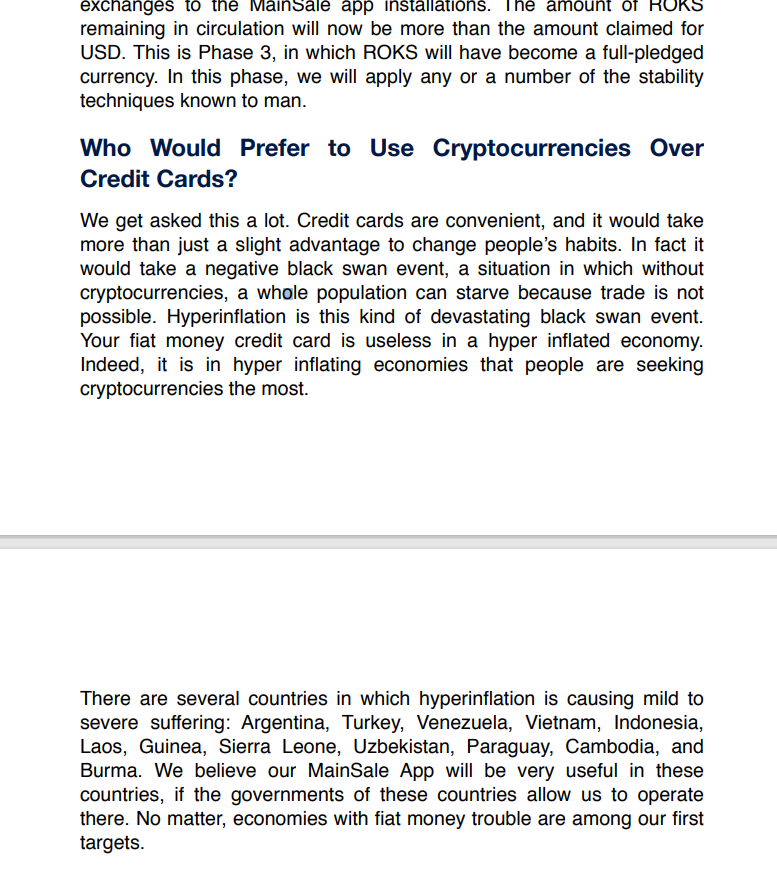 exchanges to the MainSale app installations. The amount of ROKS
remaining in circulation will now be more than the amount claimed for
USD. This is Phase 3, in which ROKS will have become a full-pledged
currency. In this phase, we will apply any or a number of the stability
techniques known to man.
Who Would Prefer to Use Cryptocurrencies Over
Credit Cards?
We get asked this a lot. Credit cards are convenient, and it would take
more than just a slight advantage to change people’s habits. In fact it
would take a negative black swan event, a situation in which without
cryptocurrencies, a whole population can starve because trade is not
possible. Hyperinflation is this kind of devastating black swan event.
Your fiat money credit card is useless in a hyper inflated economy.
Indeed, it is in hyper inflating economies that people are seeking
cryptocurrencies the most.
There are several countries in which hyperinflation is causing mild to
severe suffering: Argentina, Turkey, Venezuela, Vietnam, Indonesia,
Laos, Guinea, Sierra Leone, Uzbekistan, Paraguay, Cambodia, and
Burma. We believe our MainSale App will be very useful in these
countries, if the governments of these countries allow us to operate
there. No matter, economies with fiat money trouble are among our first
targets.